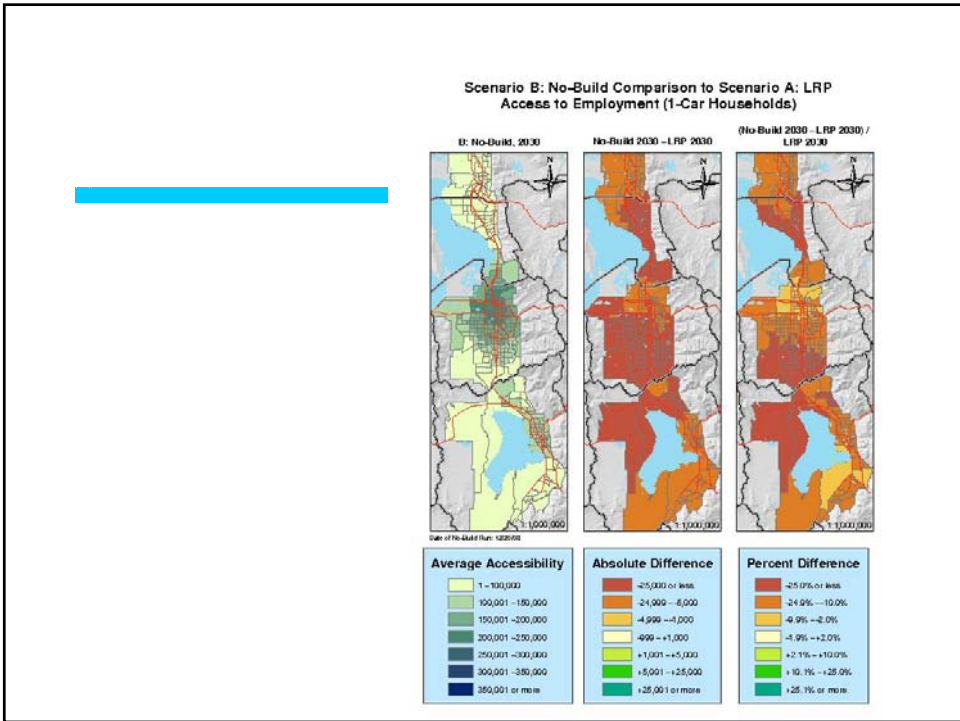 Scenario B: No-Build Comparison to Scenario A: LRP
Access to Employment (1-Car Households)
B: No-Build, 2030
No-Build 2030 – LRP 2030
(No-Build 2030 – LRP 2030) /
LRP 2030
N
N
N
1:1,000,000
1:1,000,000
1:1,000,000
Date of No-Build Run:
Average Accessibility
1 – 100,000
100,001 – 150,000
150,001 – 200,000
200,001 – 250,000
250,001 – 300,000
300,001 – 350,000
350,001 or more
Absolute Difference
-25,000 or less
-24,999 – -5,000
-4,999 – -1,000
-999 – +1,000
+1,001 – +5,000
+5,001 – +25,000
+25,001 or more
Percent Difference
-25.0% or less
-24.9% – -10.0%
-9.9% – -2.0%
-1.9% – +2.0%
+2.1% – +10.0%
+10.1% – +25.0%
+25.1% or more